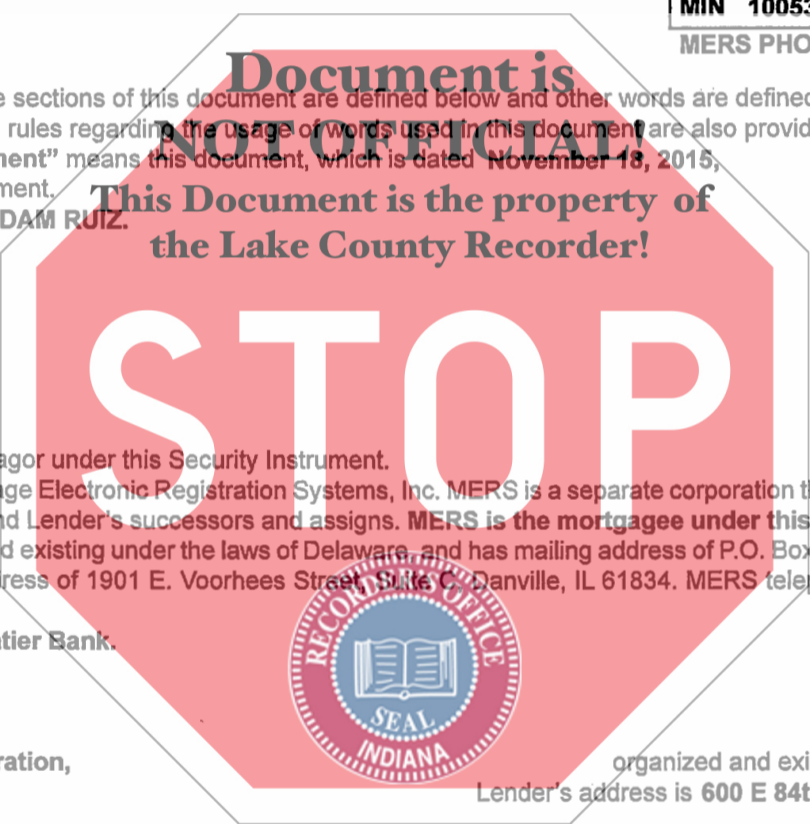 MIN 10053
MERS PHO
Document is
e sections of this document are defined below and other words are defined
rules regarding the usage of words used in this document are also provid
NOT OFFICIAL!
ment" means this document, which is dated November 18, 2015,
ment.
This Document is the property of
DAM RUIZ.
the Lake County Recorder!
STOP
agor under this Security Instrument.
ge Electronic Registration Systems, Inc. MERS is a separate corporation t
nd Lender's successors and assigns. MERS is the mortgagee under this
d existing under the laws of Delaware, and has mailing address of P.O. Box
ress of 1901 E. Voorhees Street, Suite C, Danville, IL 61834. MERS tele
tier Bank.
RECORDER'S OFFICE
SEAL
INDIANA
ration,
organized and exi
Lender's address is 600 E 84t